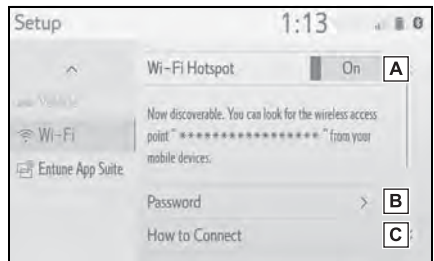 Setup
1:13
Wi-Fi Hotspot
On
A
Now discoverable. You can look for the wireless access
point " ***************** " from your
mobile devices.
Wi-Fi
Entune App Suite
Password
B
How to Connect
C